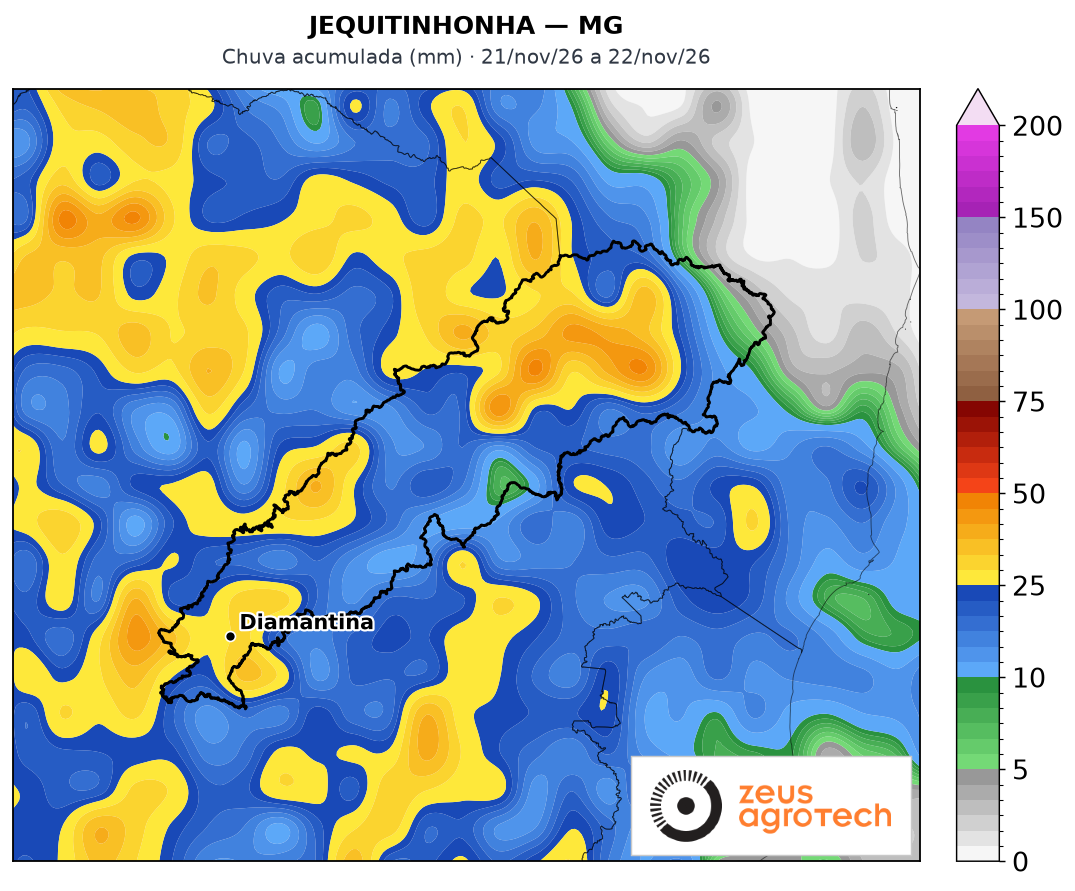 JEQUITINHONHA — MG
Chuva acumulada (mm) · 21/nov/26 a 22/nov/26
200
150
100
75
50
25
10
5
0
Diamantina
zeus
agrotech